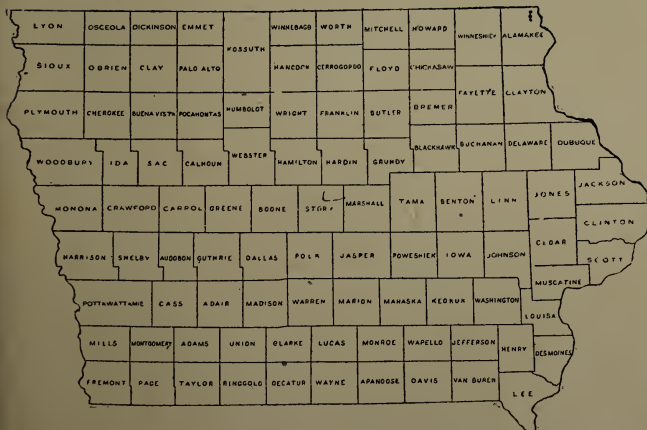 LYON OSCEOLA DICKINSON EMMET WINNEBAGO WORTH MITCHELL HOWARD
KOSSUTH WINNESHIEK ALAMAKEE
SIOUX OBRIEN CLAY PALO ALTO HANCOCK CERROGORDO FLOYD CHICKASAW
FAYETTE CLAYTON
PLYMOUTH CHEROKEE BUENA VISTA POCAHONTAS HUMBOLDT WRIGHT FRANKLIN BUTLER BREMER
WOODBURY IDA SAC CALHOUN WEBSTER HAMILTON HARDIN GRUNDY BLACKHAWK BUCHANAN DELAWARE DUBUQUE
MONONA CRAWFORD CARROL GREENE BOONE MARSHALL TAMA BENTON LINN JONES JACKSON
CLINTON
HARRISON SHELBY AUDOBON GUTHRIE DALLAS POLK JASPER POWESHIEK IOWA JOHNSON CEDAR SCOTT
MUSCATINE
POTTAWATTAMIE CASS ADAIR MADISON WARREN MARION MAHASKA KEOKUK WASHINGTON LOUISA
MILLS MONTGOMERY ADAMS UNION CLARKE LUCAS MONROE WAPELLO JEFFERSON HENRY DESMOINES
FREMONT PAGE TAYLOR RINGGOLD DECATUR WAYNE APANOOSE DAVIS VAN BUREN LEE